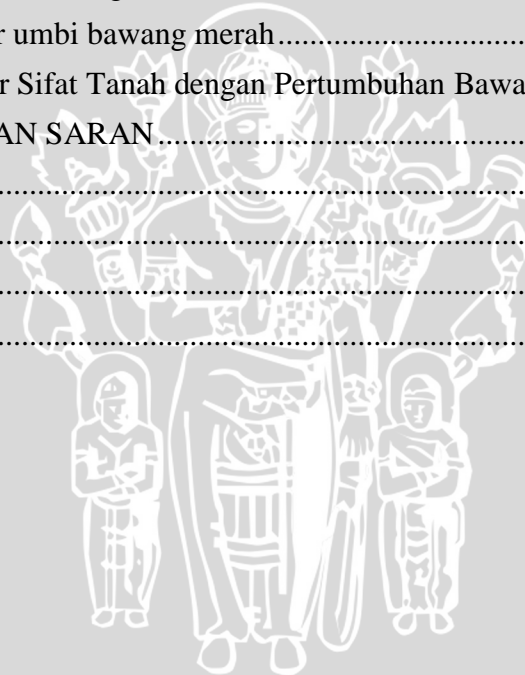 r umbi bawang merah..............................
r Sifat Tanah dengan Pertumbuhan Bawa
AN SARAN............................................
...........................................................
...........................................................
...........................................................
...........................................................